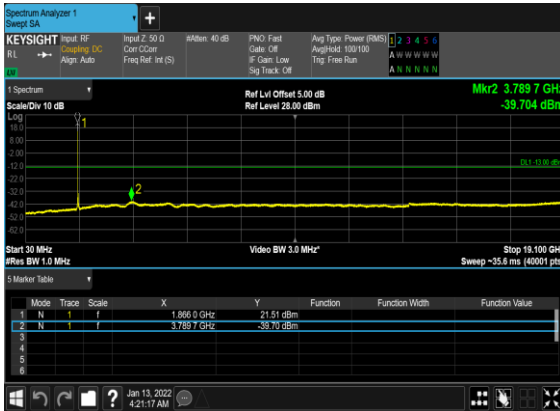 Spectrum Analyzer 1
Swept SA
+
KEYSIGHT Input: RF Input Z: 50 Ω #Atten: 40 dB PNO: Fast Avg Type: Power (RMS) 1 2 3 4 5 6
RL Coupling: DC Corr CCorr Gate: Off Avg|Hold: 100/100 A W W W W W
Align: Auto Freq Ref: Int (S) IF Gain: Low Trig: Free Run
Sig Track: Off A N N N N N
1 Spectrum Ref Lvl Offset 5.00 dB Mkr2 3.789 7 GHz
Scale/Div 10 dB Ref Level 28.00 dBm -39.704 dBm
Log
18.0
8.00
-2.00
-12.0
-22.0
-32.0
-42.0
-52.0
-62.0
1
2
DL1 -13.00 dBm
Start 30 MHz Video BW 3.0 MHz* Stop 19.100 GHz
#Res BW 1.0 MHz Sweep ~35.6 ms (40001 pts)
5 Marker Table
Mode Trace Scale X Y Function Function Width Function Value
1 N 1 f 1.866 0 GHz 21.51 dBm
2 N 1 f 3.789 7 GHz -39.70 dBm
3
4
5
6
? Jan 13, 2022
4:21:17 AM